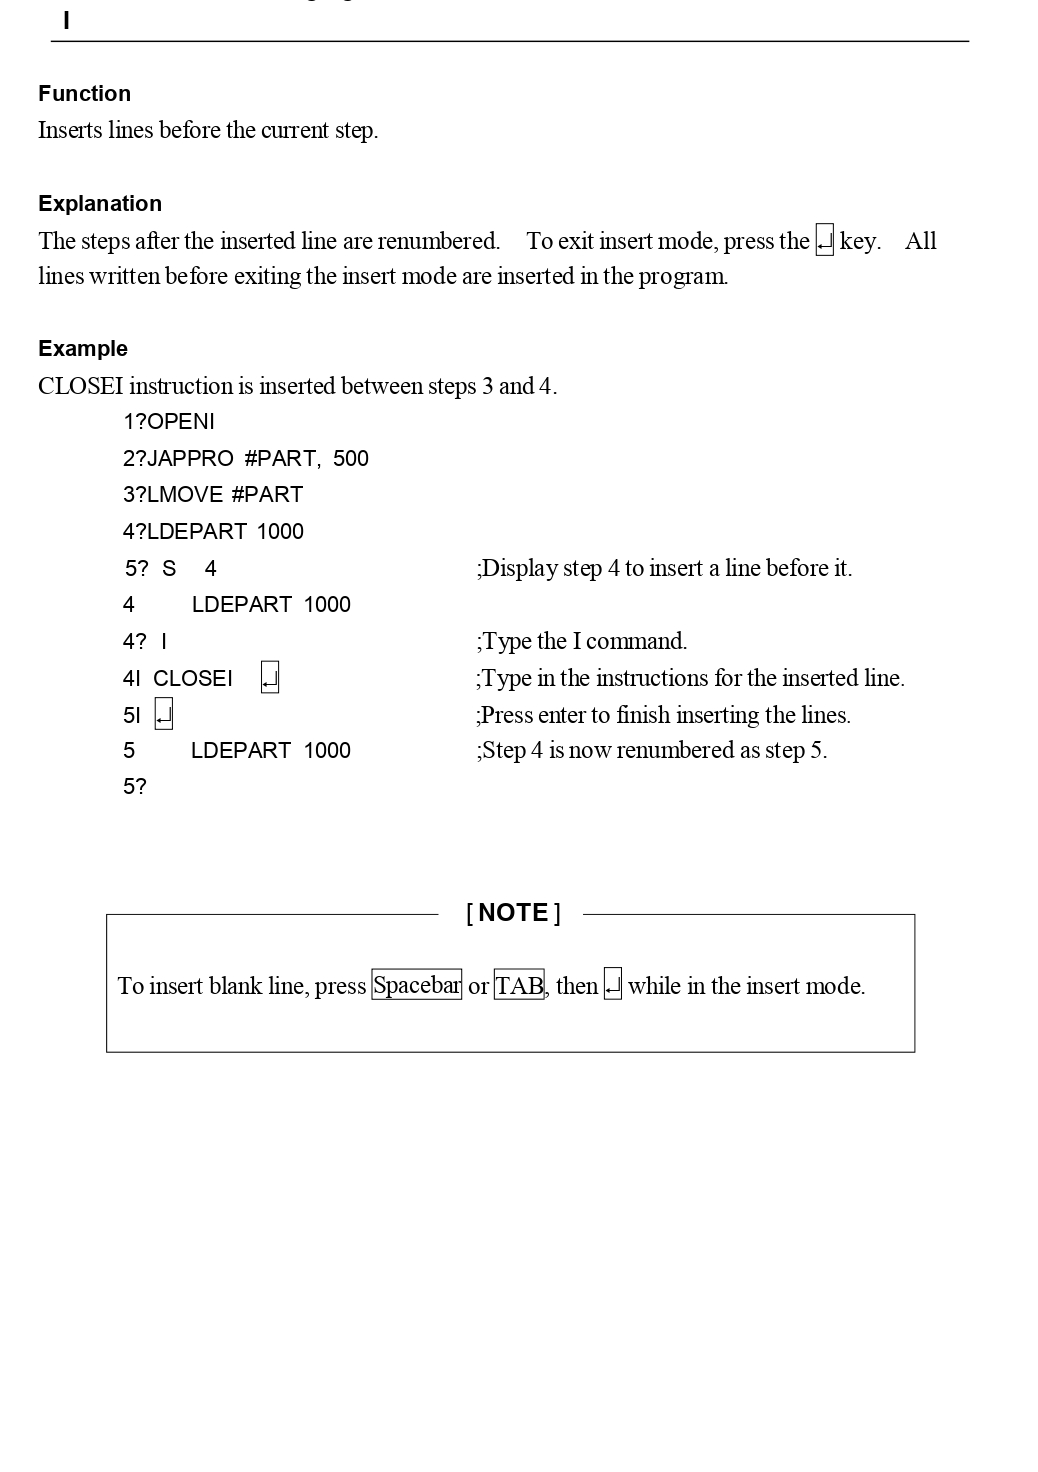 I
Function
Inserts lines before the current step.
Explanation
The steps after the inserted line are renumbered. To exit insert mode, press the ↵ key. All
lines written before exiting the insert mode are inserted in the program.
Example
CLOSEI instruction is inserted between steps 3 and 4.
1?OPENI
2?JAPPRO #PART, 500
3?LMOVE #PART
4?LDEPART 1000
5? S 4 ;Display step 4 to insert a line before it.
4 LDEPART 1000
4? I ;Type the I command.
4I CLOSEI ↵ ;Type in the instructions for the inserted line.
5I ↵ ;Press enter to finish inserting the lines.
5 LDEPART 1000 ;Step 4 is now renumbered as step 5.
5?
[ NOTE ]
To insert blank line, press Spacebar or TAB, then ↵ while in the insert mode.